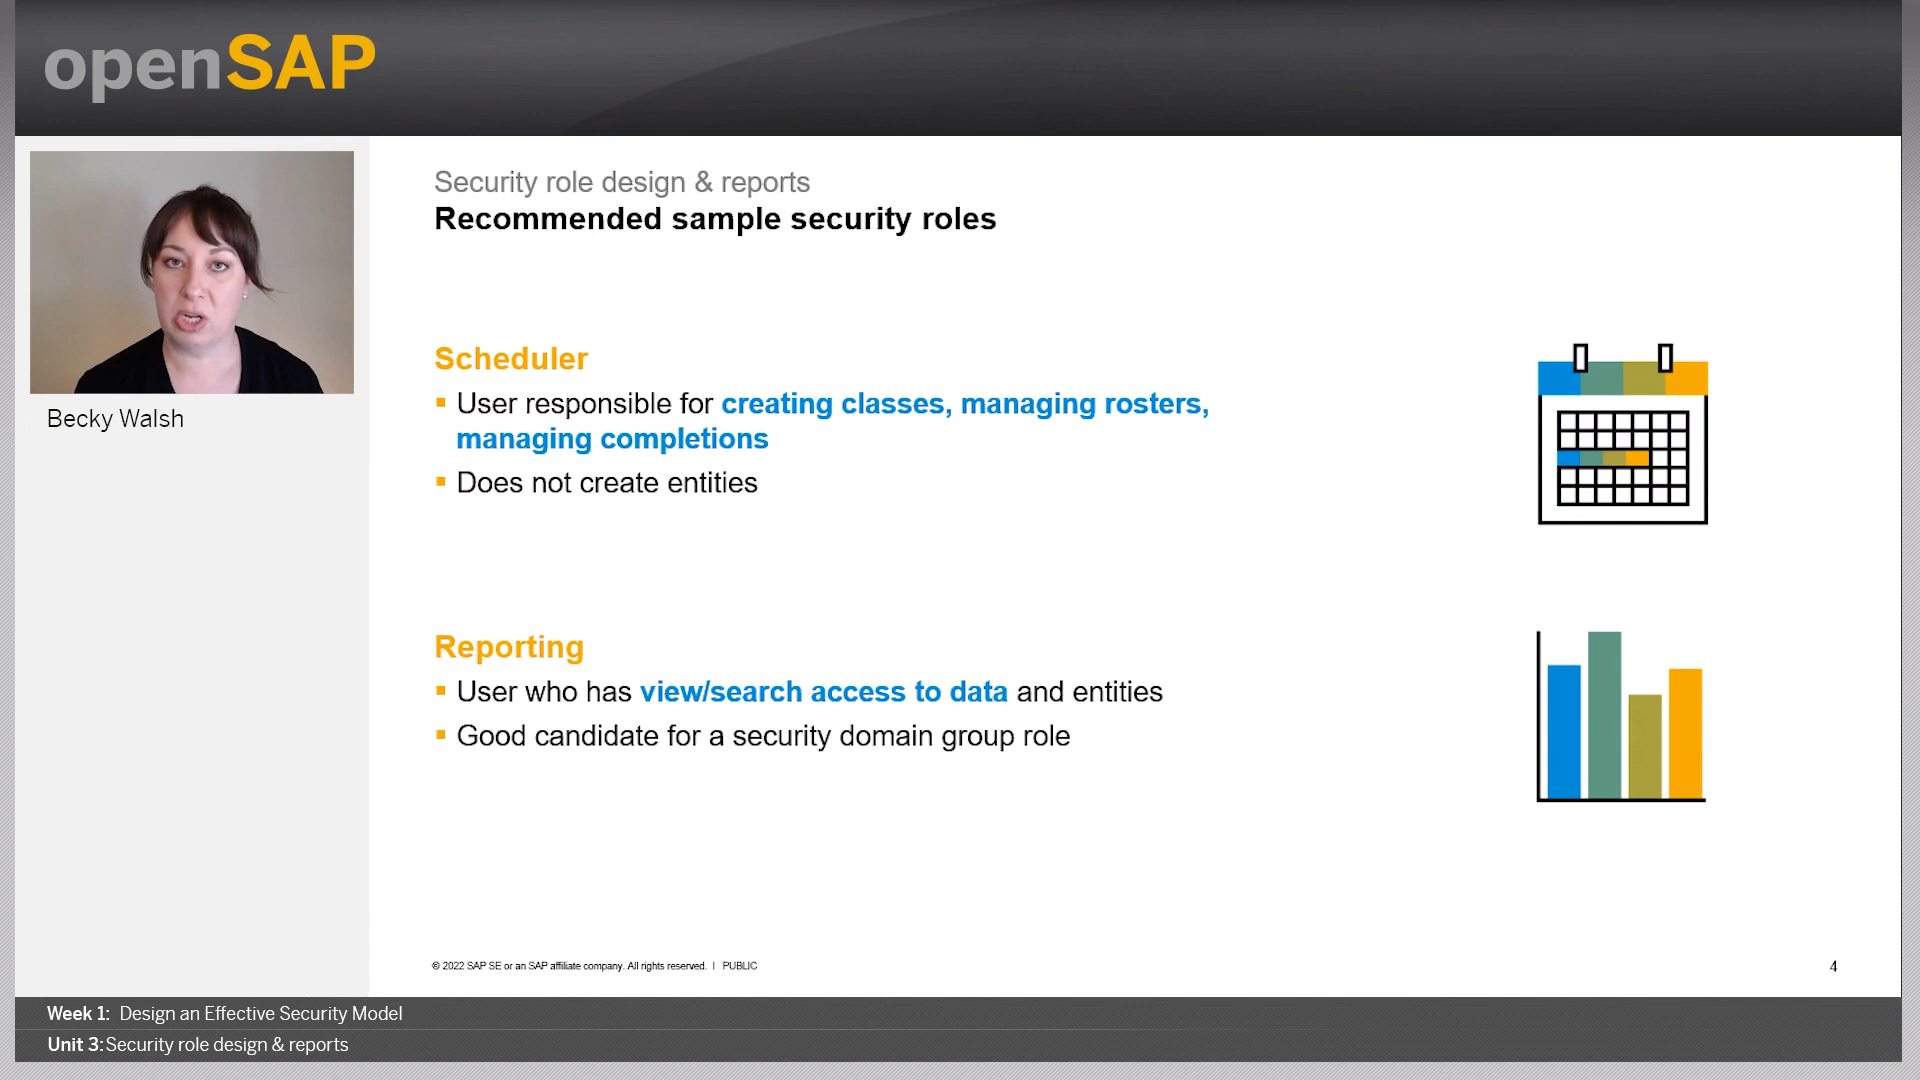 openSAP
Becky Walsh
Security role design & reports
Recommended sample security roles
Scheduler
User responsible for creating classes, managing rosters,
managing completions
Does not create entities
Reporting
User who has view/search access to data and entities
Good candidate for a security domain group role
© 2022 SAP SE or an SAP affiliate company. All rights reserved. | PUBLIC
4
Week 1: Design an Effective Security Model
Unit 3: Security role design & reports